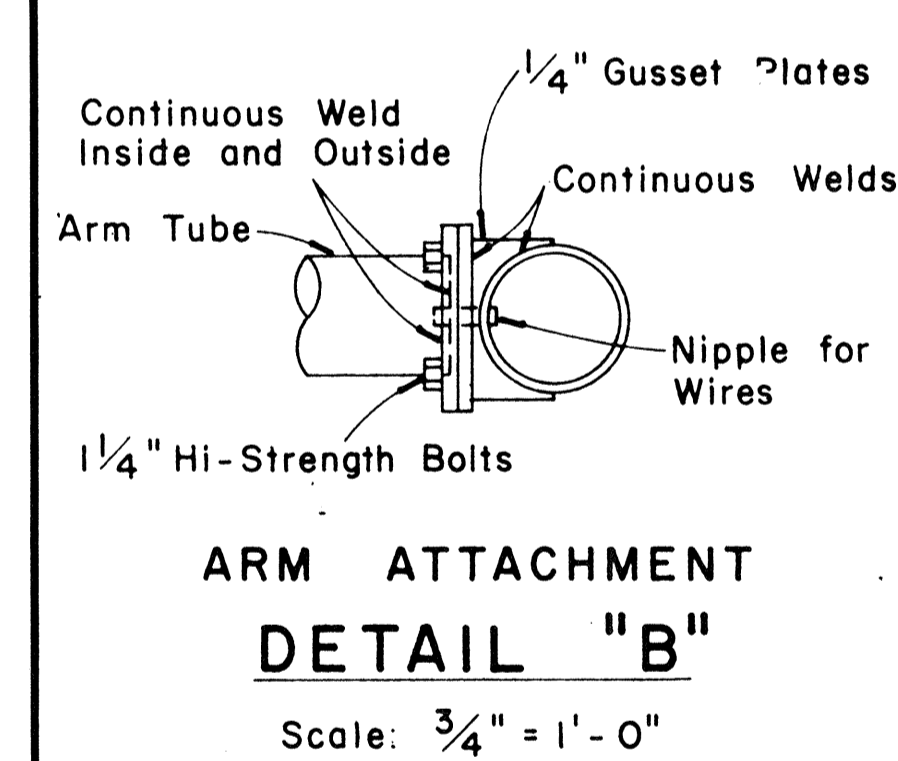 1/4" Gusset Plates
Continuous Weld
Inside and Outside
Continuous Welds
Arm Tube
Nipple for
Wires
1 1/4" Hi-Strength Bolts
ARM ATTACHMENT
DETAIL "B"
Scale: 3/4" = 1'-0"